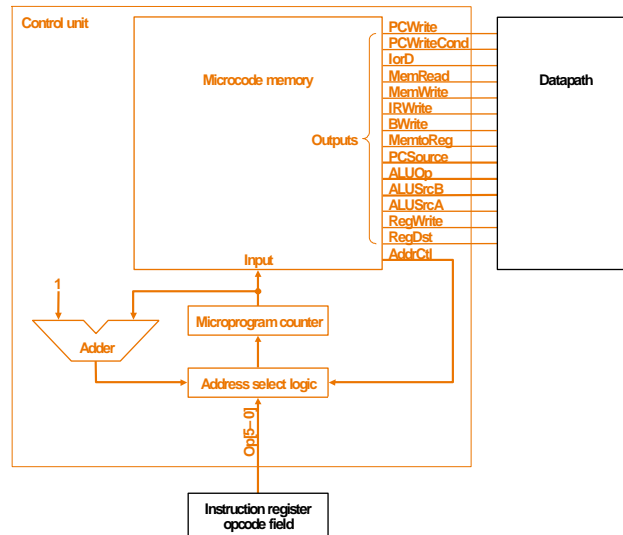 Control unit
PCWrite
PCWriteCond
IorD
MemRead
MemWrite
IRWrite
BWrite
MemtoReg
PCSource
ALUOp
ALUSrcB
ALUSrcA
RegWrite
RegDst
AddrCtl
Microcode memory
Outputs
Datapath
Input
1
Microprogram counter
Adder
Address select logic
Op[5–0]
Instruction register
opcode field